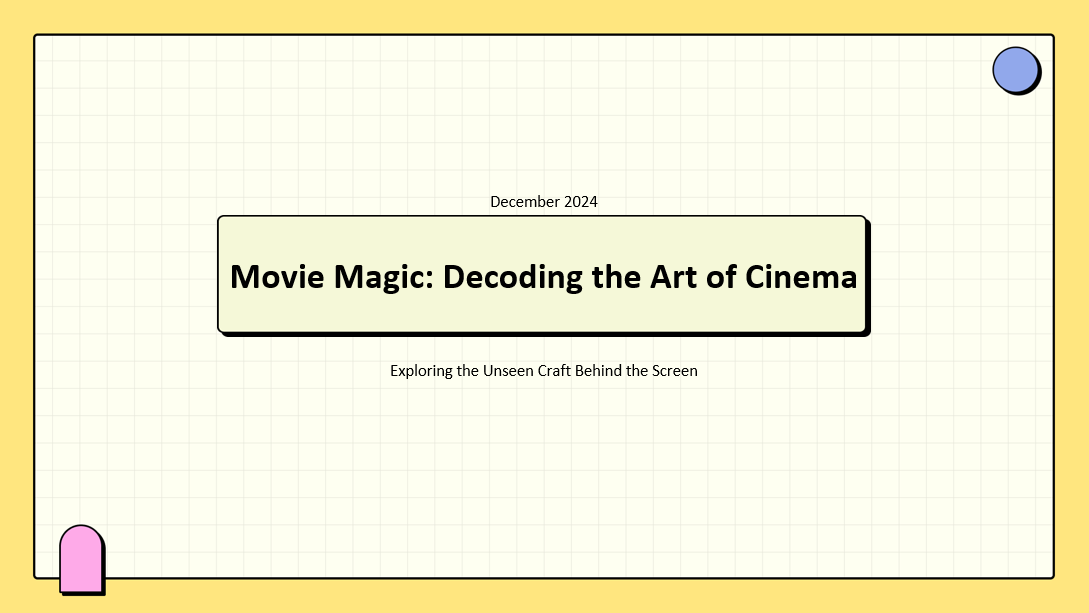 December 2024
Movie Magic: Decoding the Art of Cinema
Exploring the Unseen Craft Behind the Screen